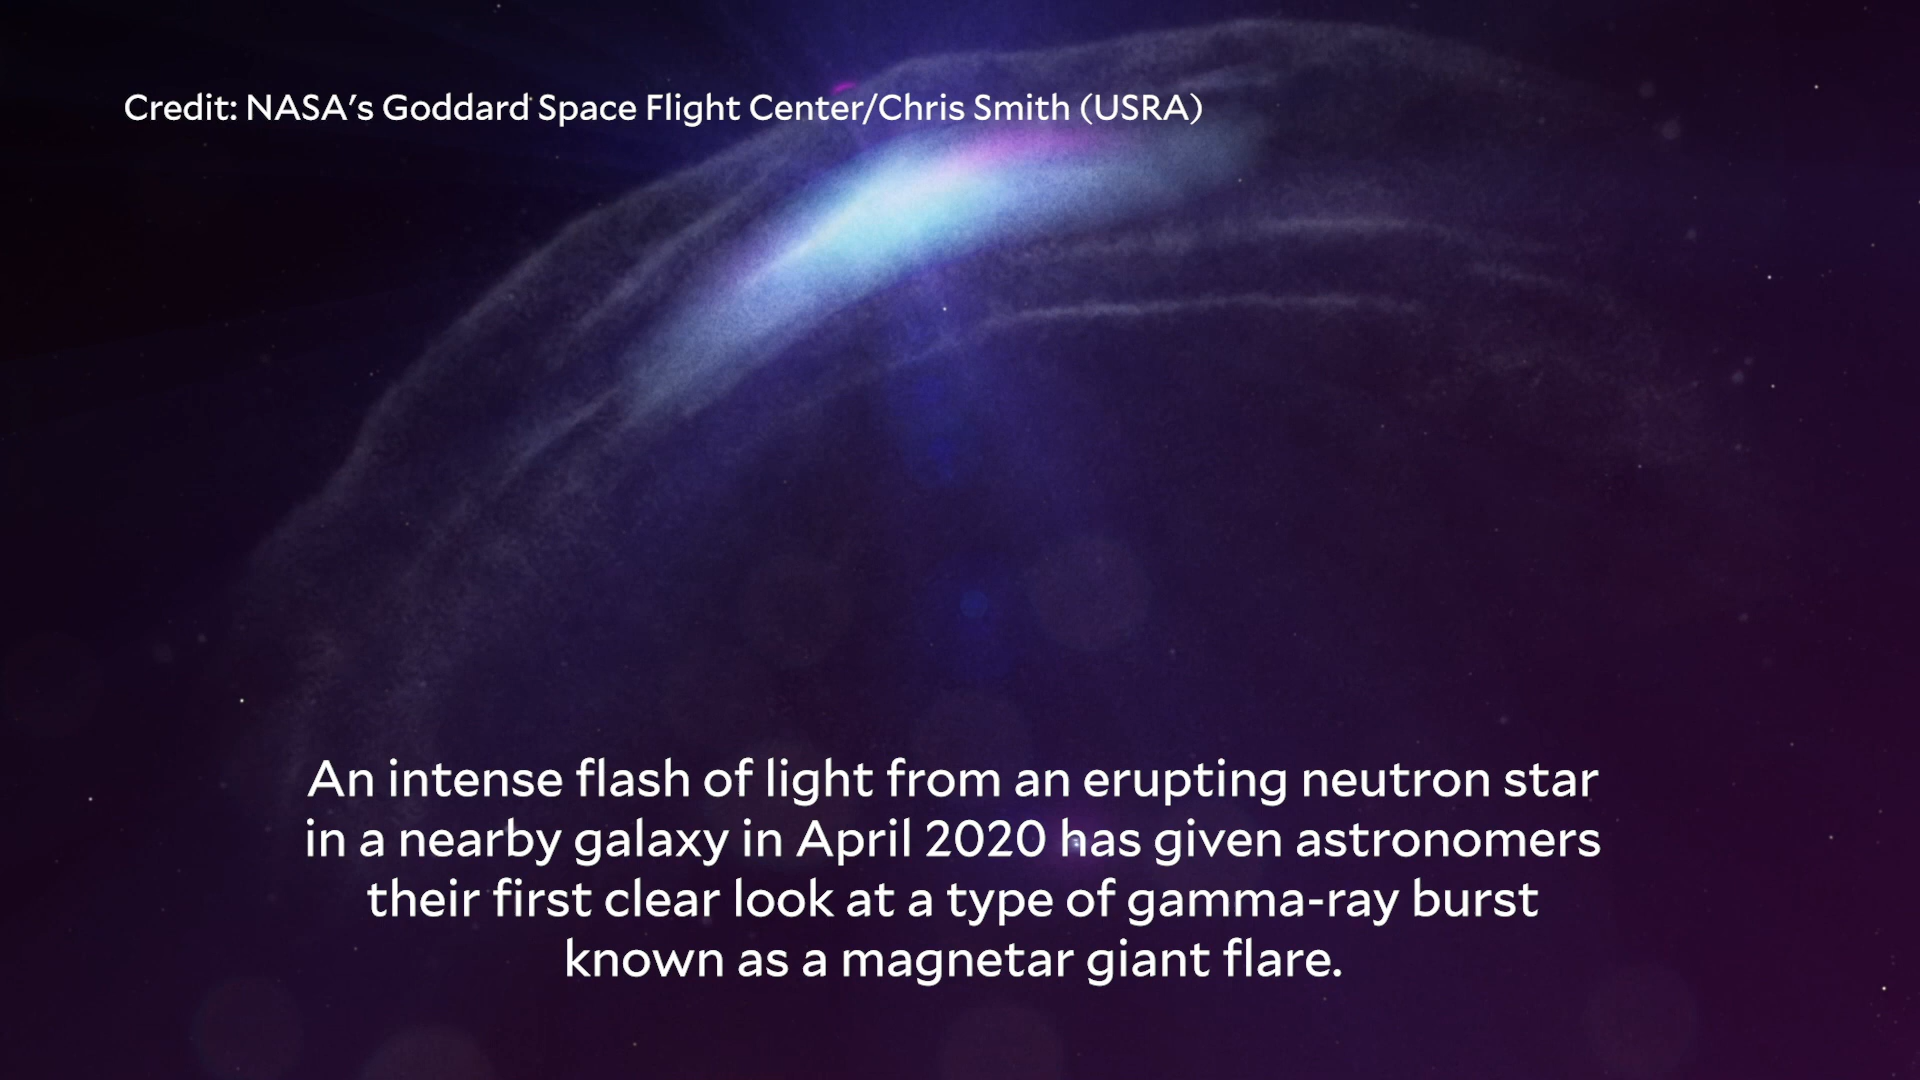 Credit: NASA's Goddard Space Flight Center/Chris Smith (USRA)
An intense flash of light from an erupting neutron star
in a nearby galaxy in April 2020 has given astronomers
their first clear look at a type of gamma-ray burst
known as a magnetar giant flare.